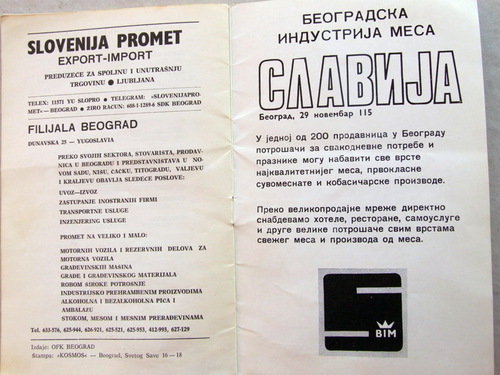 SLOVENIJA PROMET
EXPORT-IMPORT
PREDUZEĆE ZA SPOLJNU I UNUTRAŠNJU
TRGOVINU ● LJUBLJANA
TELEX: 11571 YU SLOPRO ● TELEGRAM: »SLOVENIJAPRO-
MET« — BEOGRAD ● ŽIRO RAČUN: 608-1-1289-6 SDK BEOGRAD
FILIJALA BEOGRAD
DUNAVSKA 25 — YUGOSLAVIA
PREKO SVOJIH SEKTORA, STOVARIŠTA, PRODAV-
NICA U BEOGRADU I PREDSTAVNIŠTAVA U NO-
VOM SADU, NIŠU, ČAČKU, TITOGRADU, VALJEVU
I KRALJEVU OBAVLJA SLEDEĆE POSLOVE:
UVOZ—IZVOZ
ZASTUPANJE INOSTRANIH FIRMI
TRANSPORTNE USLUGE
INŽENJERING USLUGE
PROMET NA VELIKO I MALO:
MOTORNIH VOZILA I REZERVNIH DELOVA ZA
MOTORNA VOZILA
GRAĐEVINSKIH MAŠINA
GRAĐE I GRAĐEVINSKOG MATERIJALA
ROBOM ŠIROKE POTROŠNJE
INDUSTRIJSKO PREHRAMBENIM PROIZVODIMA
ALKOHOLNA I BEZALKOHOLNA PIĆA I
AMBALAŽU
STOKOM, MESOM I MESNIM PRERAĐEVINAMA
Tel. 633-576, 625-944, 626-921, 625-521, 625-953, 412-993, 627-129
Izdaje: OFK BEOGRAD
Štampa: »KOSMOS« — Beograd, Svetog Save 16 — 18
БЕОГРАДСКА
ИНДУСТРИЈА МЕСА
СЛАВИЈА
Београд, 29 новембар 115
У једној од 200 продавница у Београду
потрошачи за свакодневне потребе и
празнике могу набавити све врсте
најквалитетнијег меса, првокласне
сувомеснате и кобасичарске производе.
Преко великопродајне мреже директно
снабдевамо хотеле, ресторане, самоуслуге
и друге велике потрошаче свим врстама
свежег меса и производа од меса.
BIM